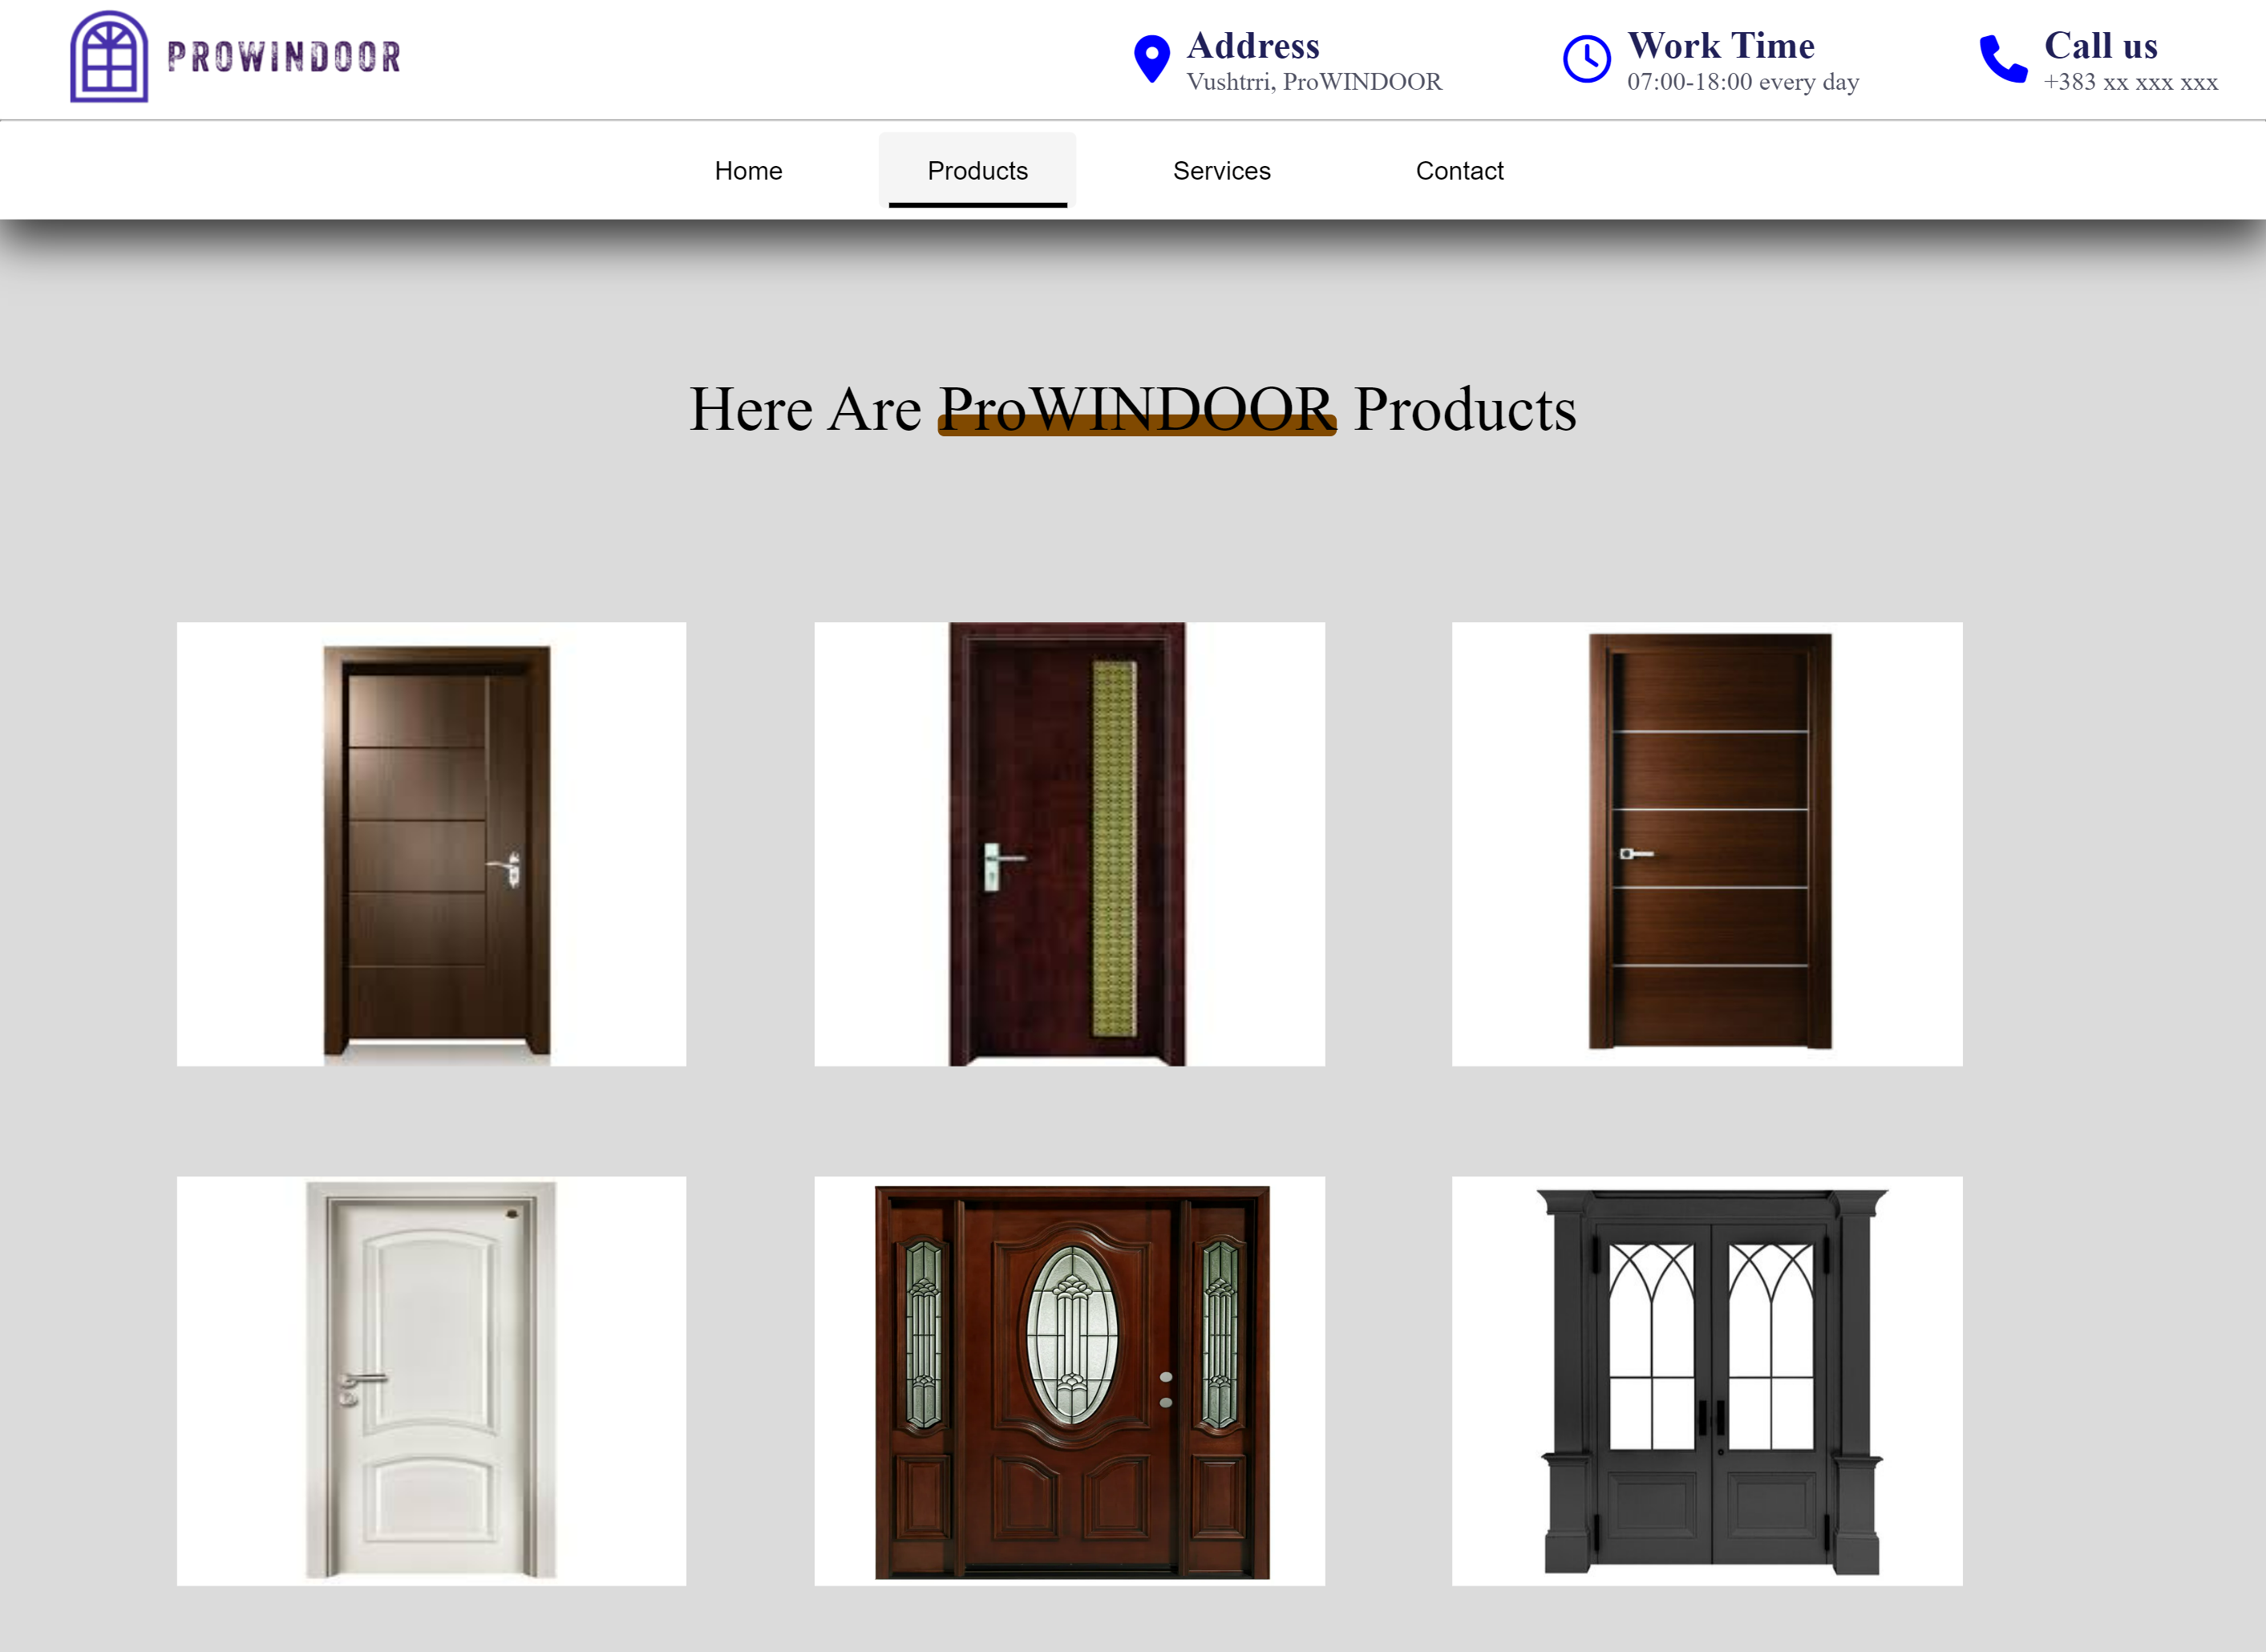 PROWINDOOR
Address
Vushtrri, ProWINDOOR
Work Time
07:00-18:00 every day
Call us
+383 xx xxx xxx
Home
Products
Services
Contact
Here Are ProWINDOOR Products